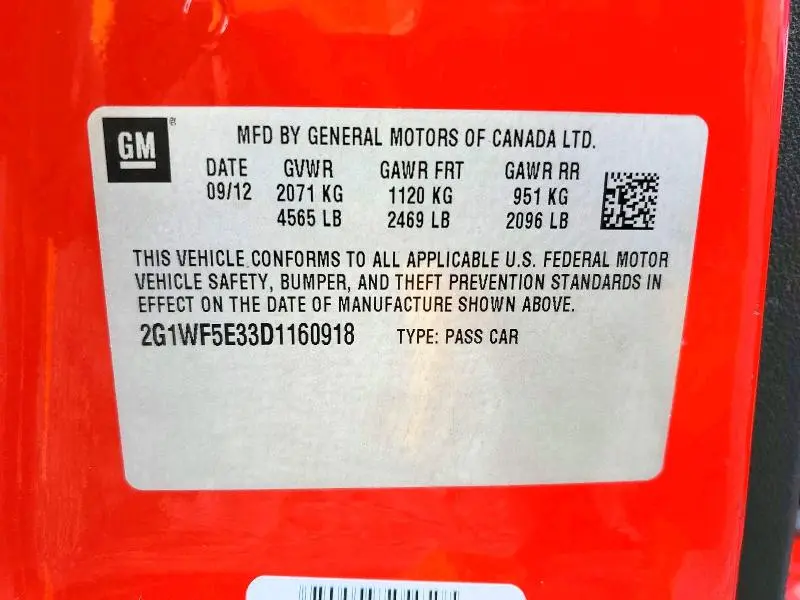 GM
MFD BY GENERAL MOTORS OF CANADA LTD.
DATE GVWR GAWR FRT GAWR RR
09/12 2071 KG 1120 KG 951 KG
4565 LB 2469 LB 2096 LB
THIS VEHICLE CONFORMS TO ALL APPLICABLE U.S. FEDERAL MOTOR
VEHICLE SAFETY, BUMPER, AND THEFT PREVENTION STANDARDS IN
EFFECT ON THE DATE OF MANUFACTURE SHOWN ABOVE.
2G1WF5E33D1160918 TYPE: PASS CAR